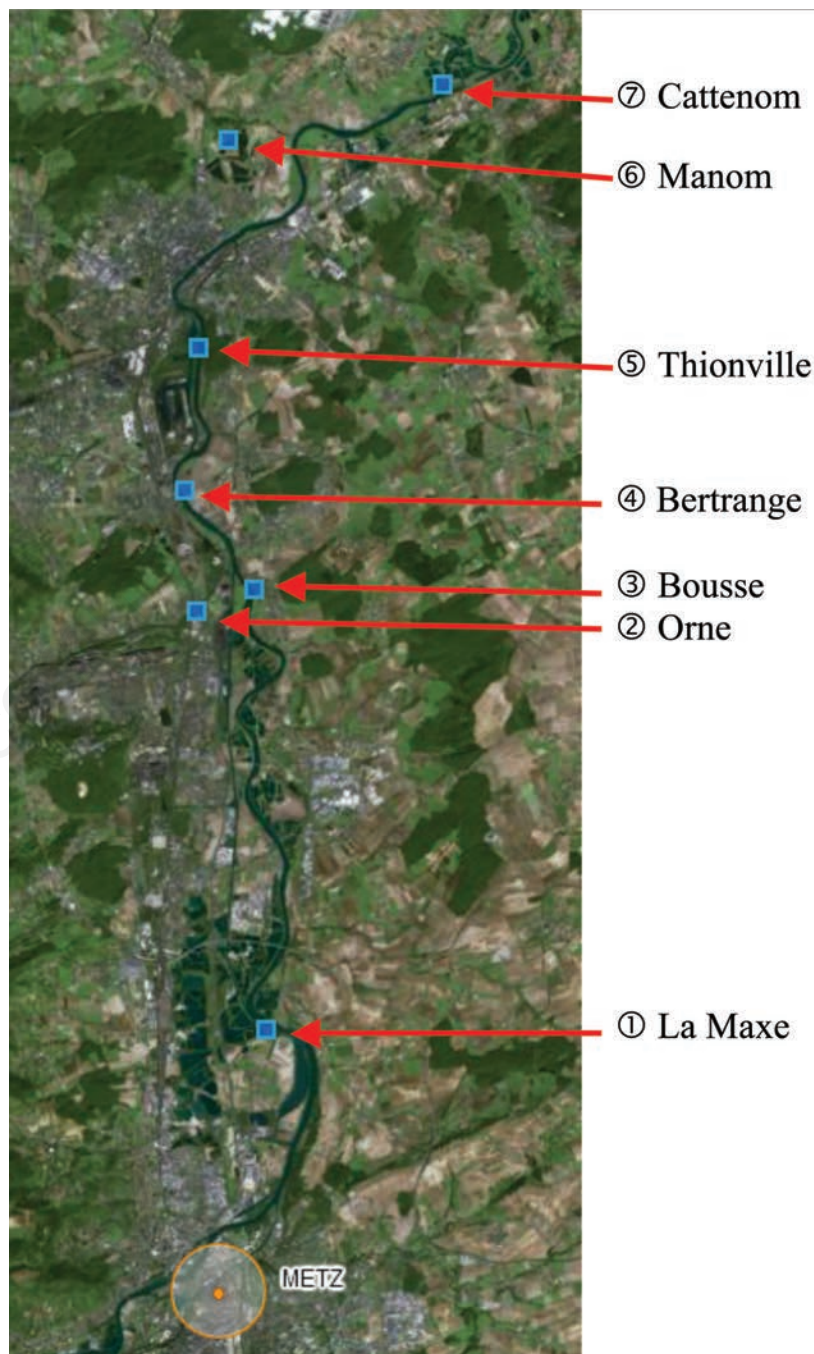 ⑦ Cattenom
⑥ Manom
⑤ Thionville
④ Bertrange
③ Bousse
② Orne
① La Maxe
METZ